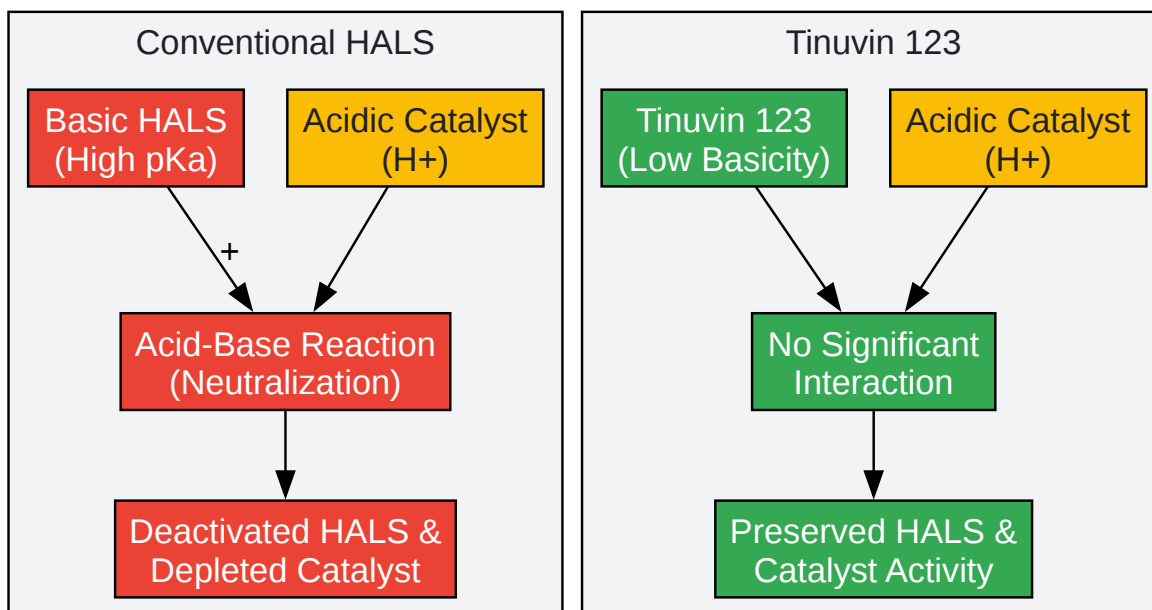 Conventional HALS
Basic HALS
(High pKa)
Acidic Catalyst
(H+)
+
Acid-Base Reaction
(Neutralization)
Deactivated HALS &
Depleted Catalyst
Tinuvin 123
Tinuvin 123
(Low Basicity)
Acidic Catalyst
(H+)
No Significant
Interaction
Preserved HALS &
Catalyst Activity